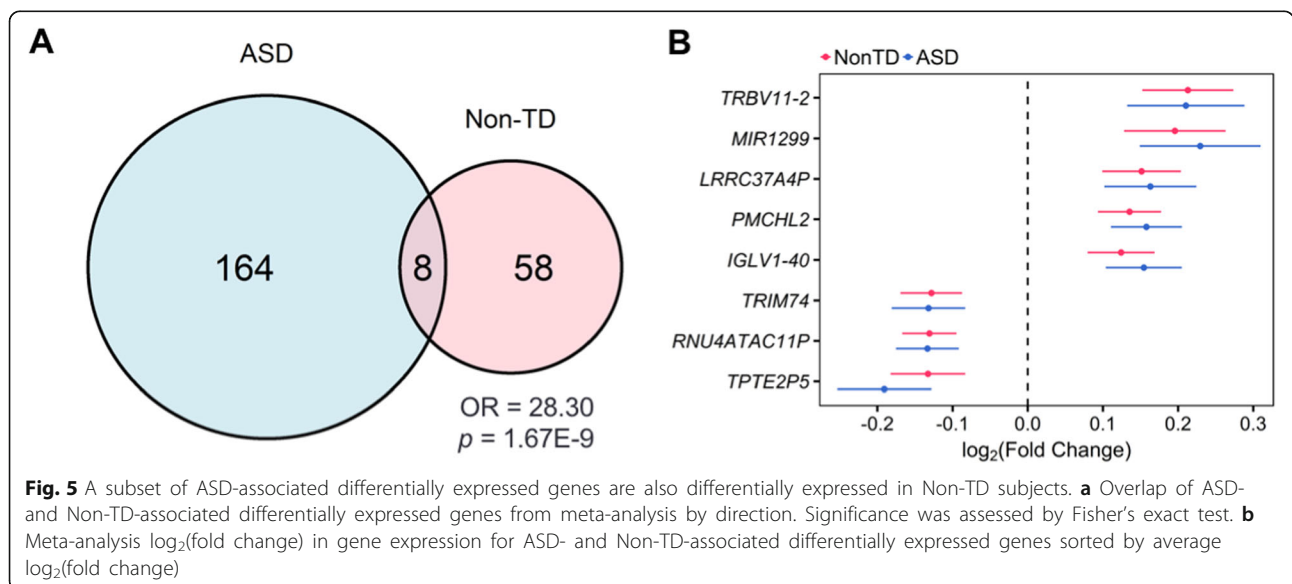 A
ASD
Non-TD
164
8
58
OR = 28.30
p = 1.67E-9
B
NonTD ASD
TRBV11-2
MIR1299
LRRC37A4P
PMCHL2
IGLV1-40
TRIM74
RNU4ATAC11P
TPTE2P5
-0.2 -0.1 0.0 0.1 0.2 0.3
log₂(Fold Change)
Fig. 5 A subset of ASD-associated differentially expressed genes are also differentially expressed in Non-TD subjects. a Overlap of ASD-
and Non-TD-associated differentially expressed genes from meta-analysis by direction. Significance was assessed by Fisher's exact test. b
Meta-analysis log₂(fold change) in gene expression for ASD- and Non-TD-associated differentially expressed genes sorted by average
log₂(fold change)